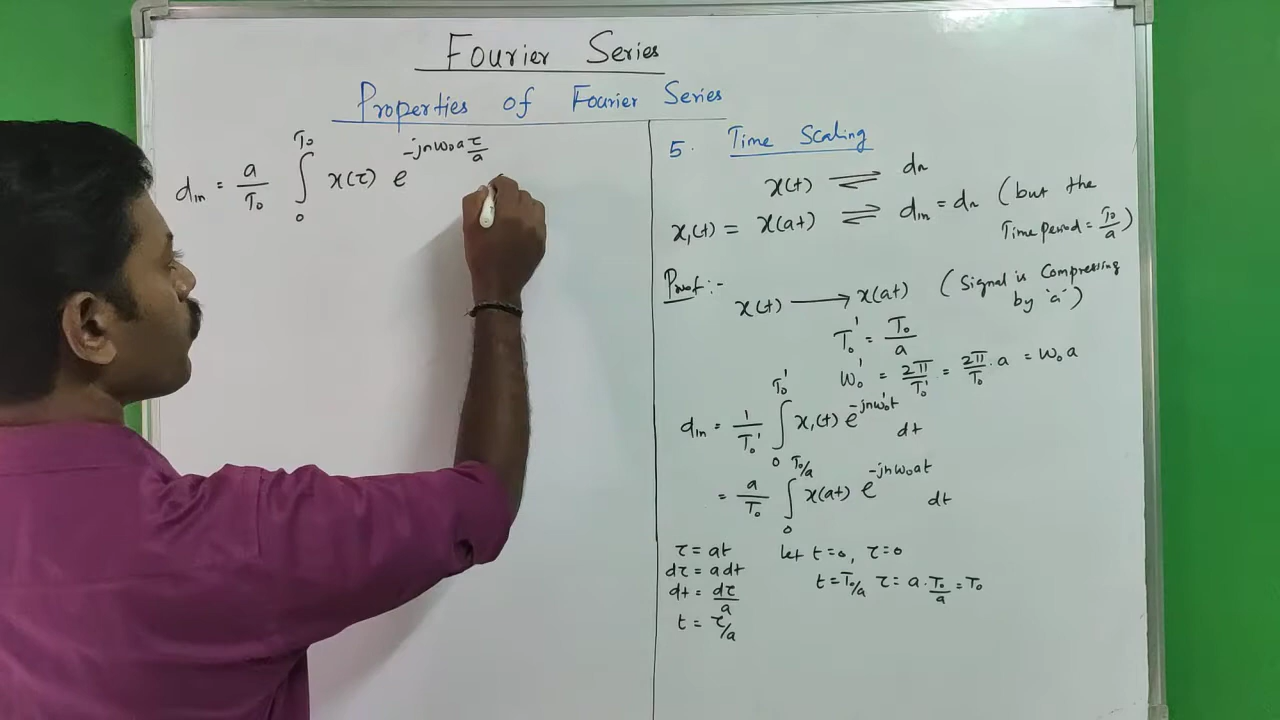 Fourier Series
Properties of Fourier Series
d₁ₙ = a/T₀ ∫₀^T₀ x(τ) e^(-jnω₀a τ/a)
5. Time Scaling
x(t) ⇌ dₙ
x₁(t) = x(at) ⇌ d₁ₙ = dₙ (but the
Time period = T₀/a)
Proof:-
x(t) ⟶ x(at) (Signal is Compressing
by 'a')
T₀' = T₀/a
ω₀' = 2π/T₀' = 2π/T₀ . a = ω₀a
d₁ₙ = 1/T₀' ∫₀^T₀' x₁(t) e^(-jnω₀'t) dt
= a/T₀ ∫₀^(T₀/a) x(at) e^(-jnω₀at) dt
τ = at let t=0, τ=0
dτ = a dt t = T₀/a τ = a . T₀/a = T₀
dt = dτ/a
t = τ/a